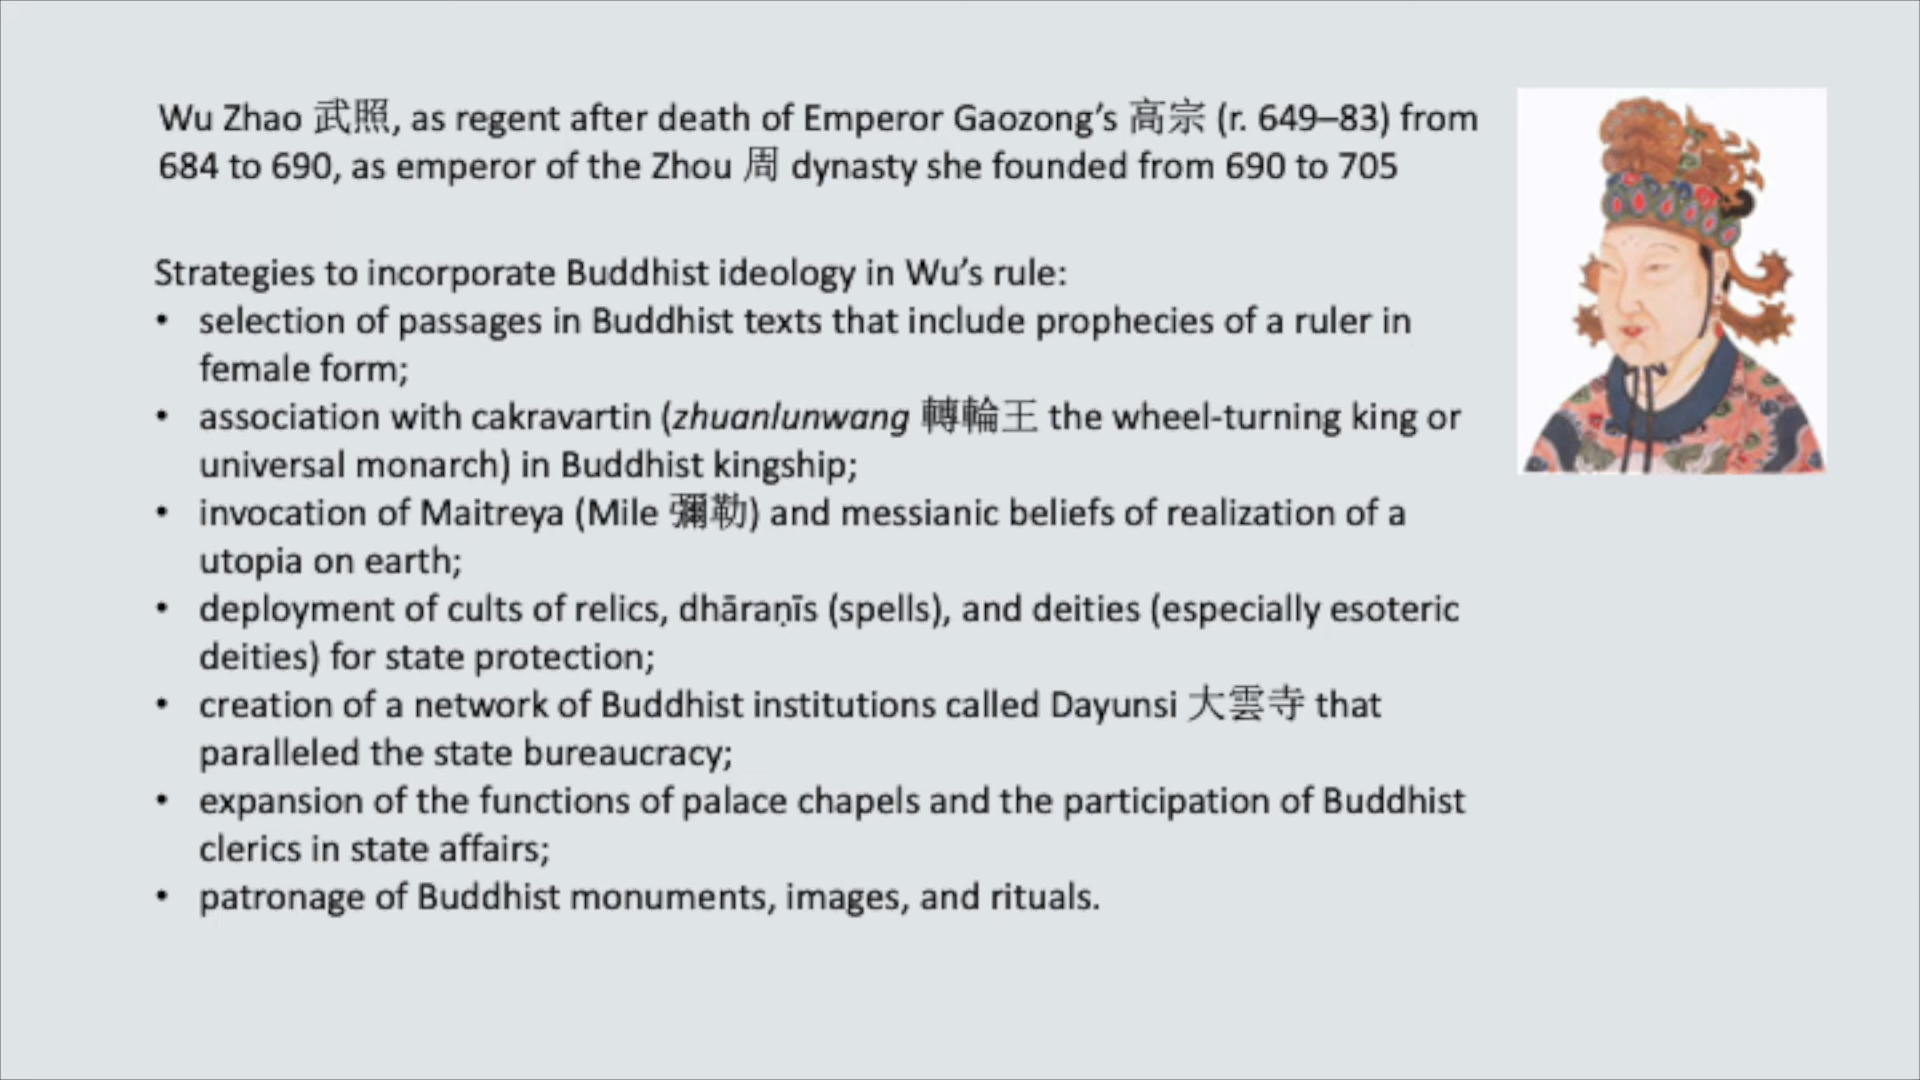 Wu Zhao 武照, as regent after death of Emperor Gaozong’s 高宗 (r. 649–83) from
684 to 690, as emperor of the Zhou 周 dynasty she founded from 690 to 705
Strategies to incorporate Buddhist ideology in Wu’s rule:
• selection of passages in Buddhist texts that include prophecies of a ruler in
female form;
• association with cakravartin (zhuanlunwang 轉輪王 the wheel-turning king or
universal monarch) in Buddhist kingship;
• invocation of Maitreya (Mile 彌勒) and messianic beliefs of realization of a
utopia on earth;
• deployment of cults of relics, dhāraṇīs (spells), and deities (especially esoteric
deities) for state protection;
• creation of a network of Buddhist institutions called Dayunsi 大雲寺 that
paralleled the state bureaucracy;
• expansion of the functions of palace chapels and the participation of Buddhist
clerics in state affairs;
• patronage of Buddhist monuments, images, and rituals.